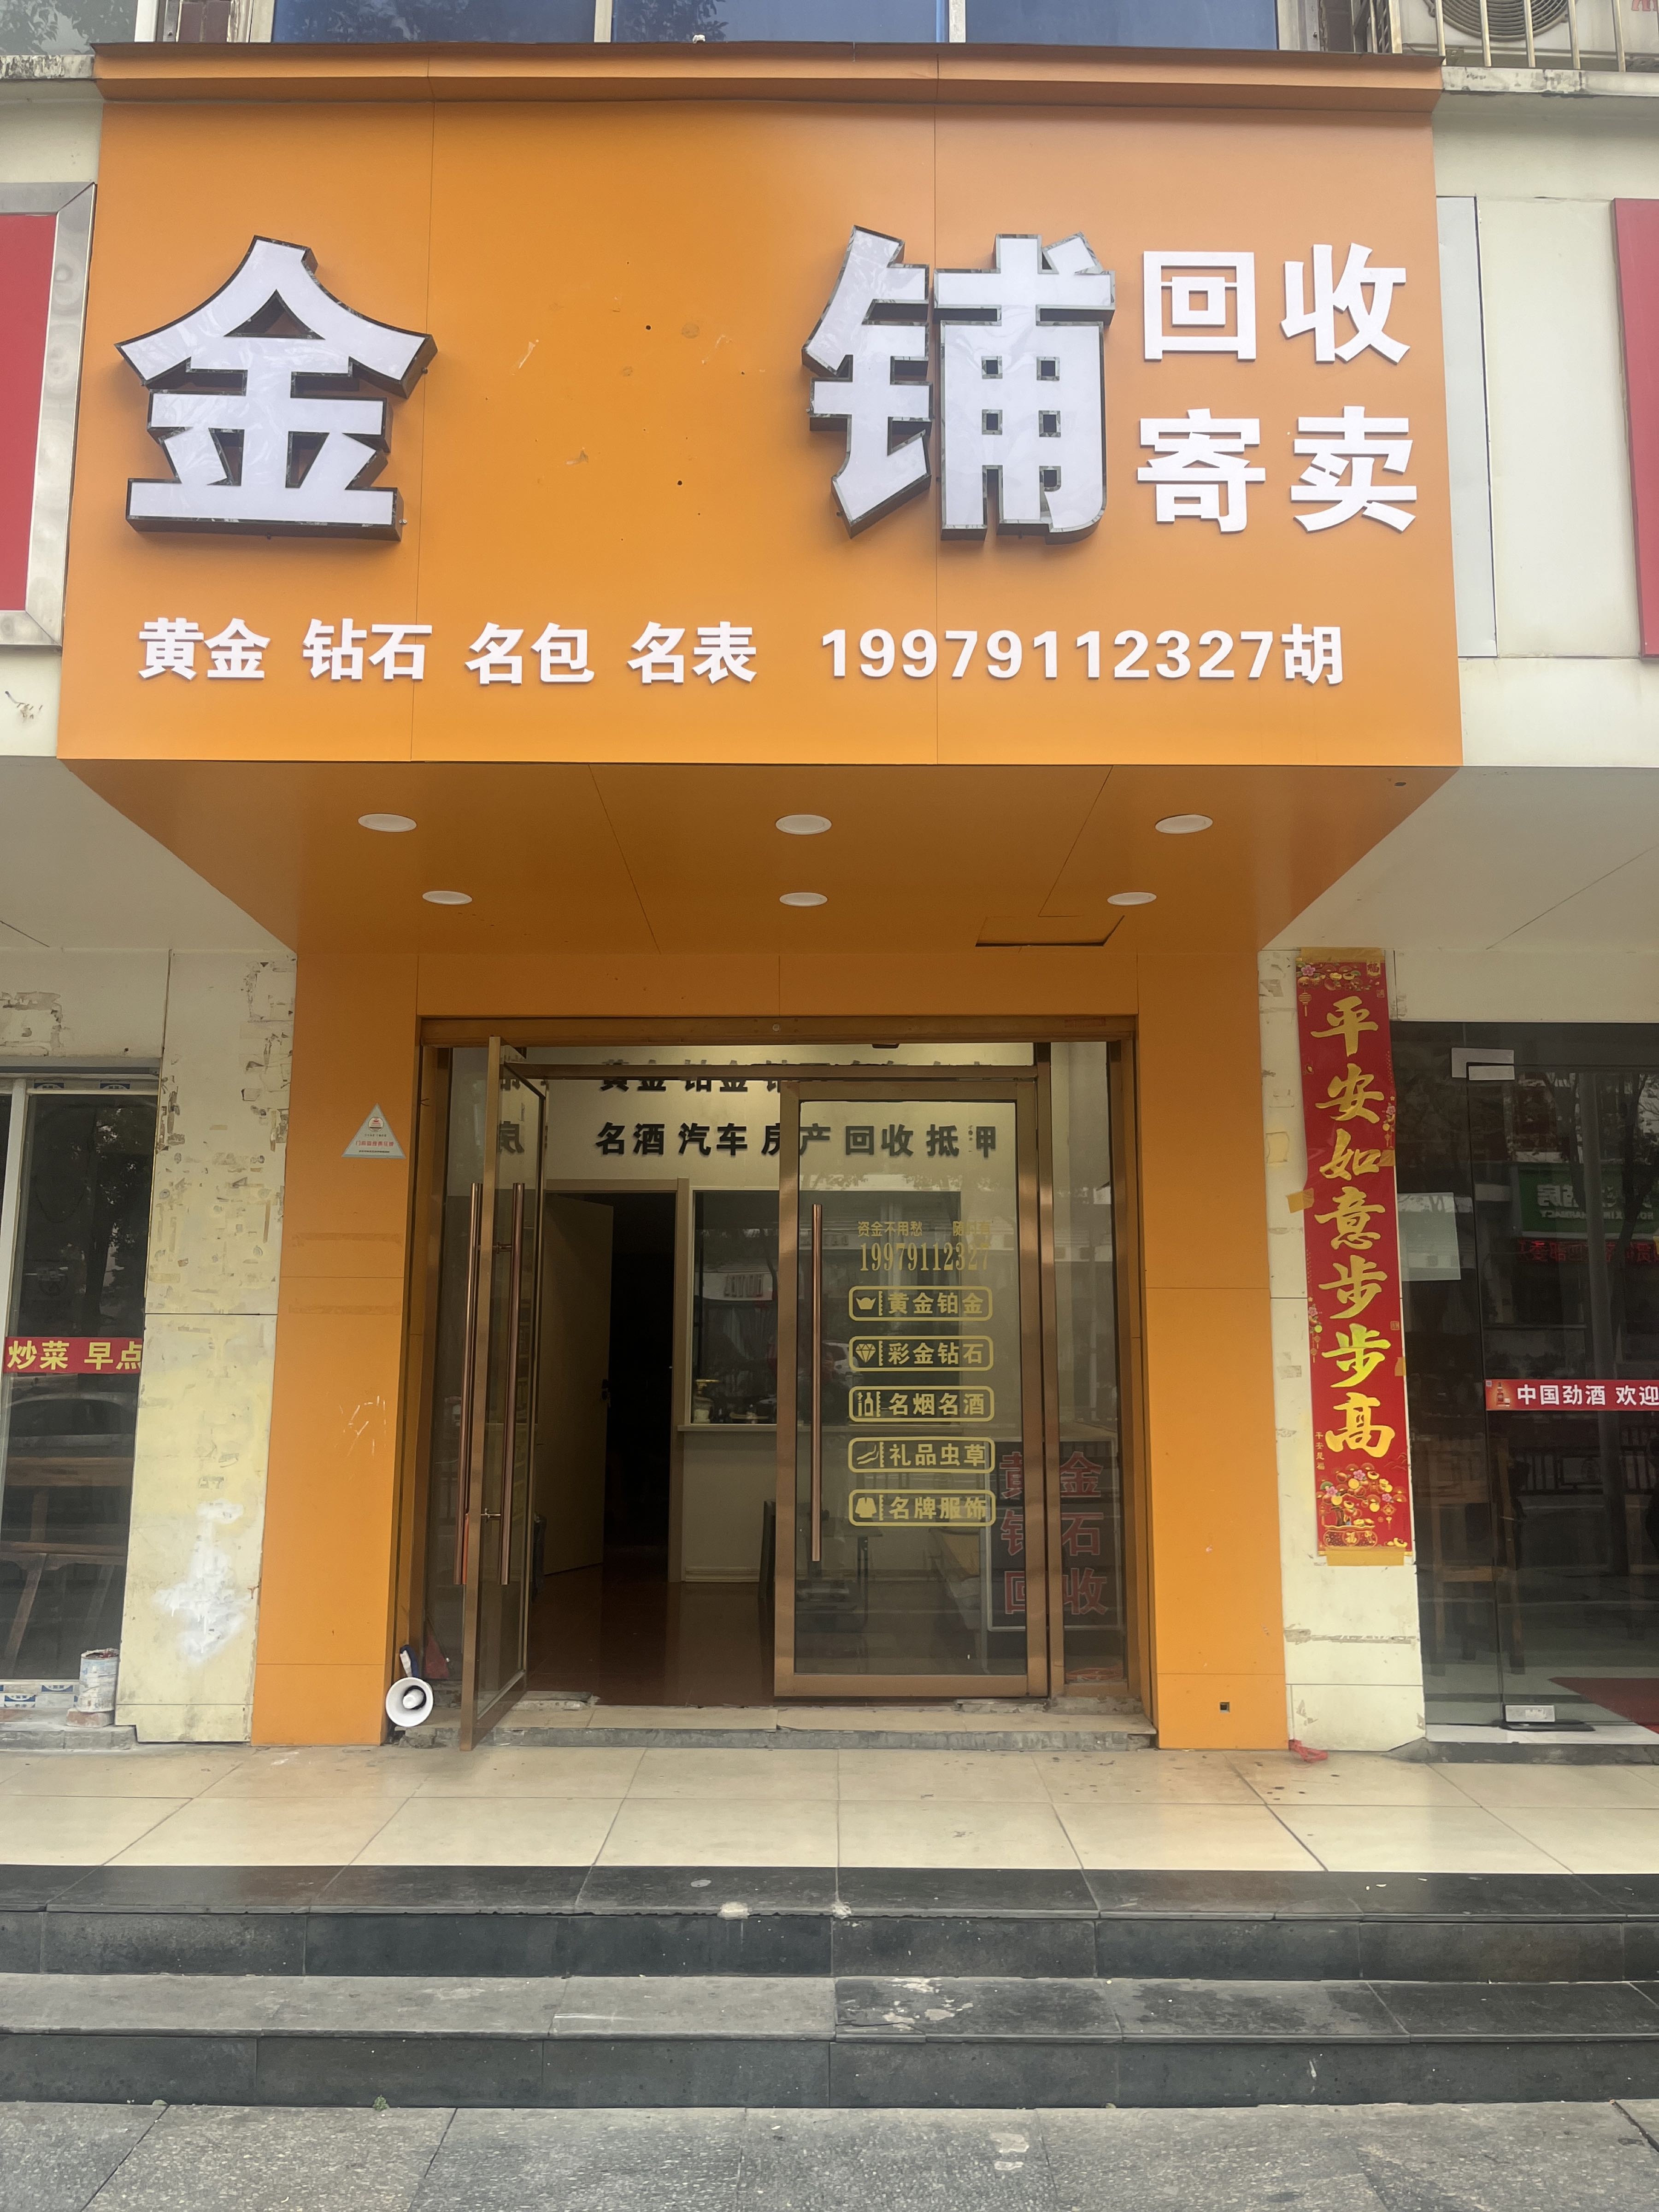 金 铺
回收
寄卖
黄金 钻石 名包 名表 19979112327胡
黄金 铂金
名酒 汽车 房产 回收 抵押
资金不用愁
19979112327
黄金铂金
彩金钻石
名烟名酒
礼品虫草
名牌服饰
黄金
钻石
回收
平安如意步步高
炒菜 早点
中国劲酒 欢迎